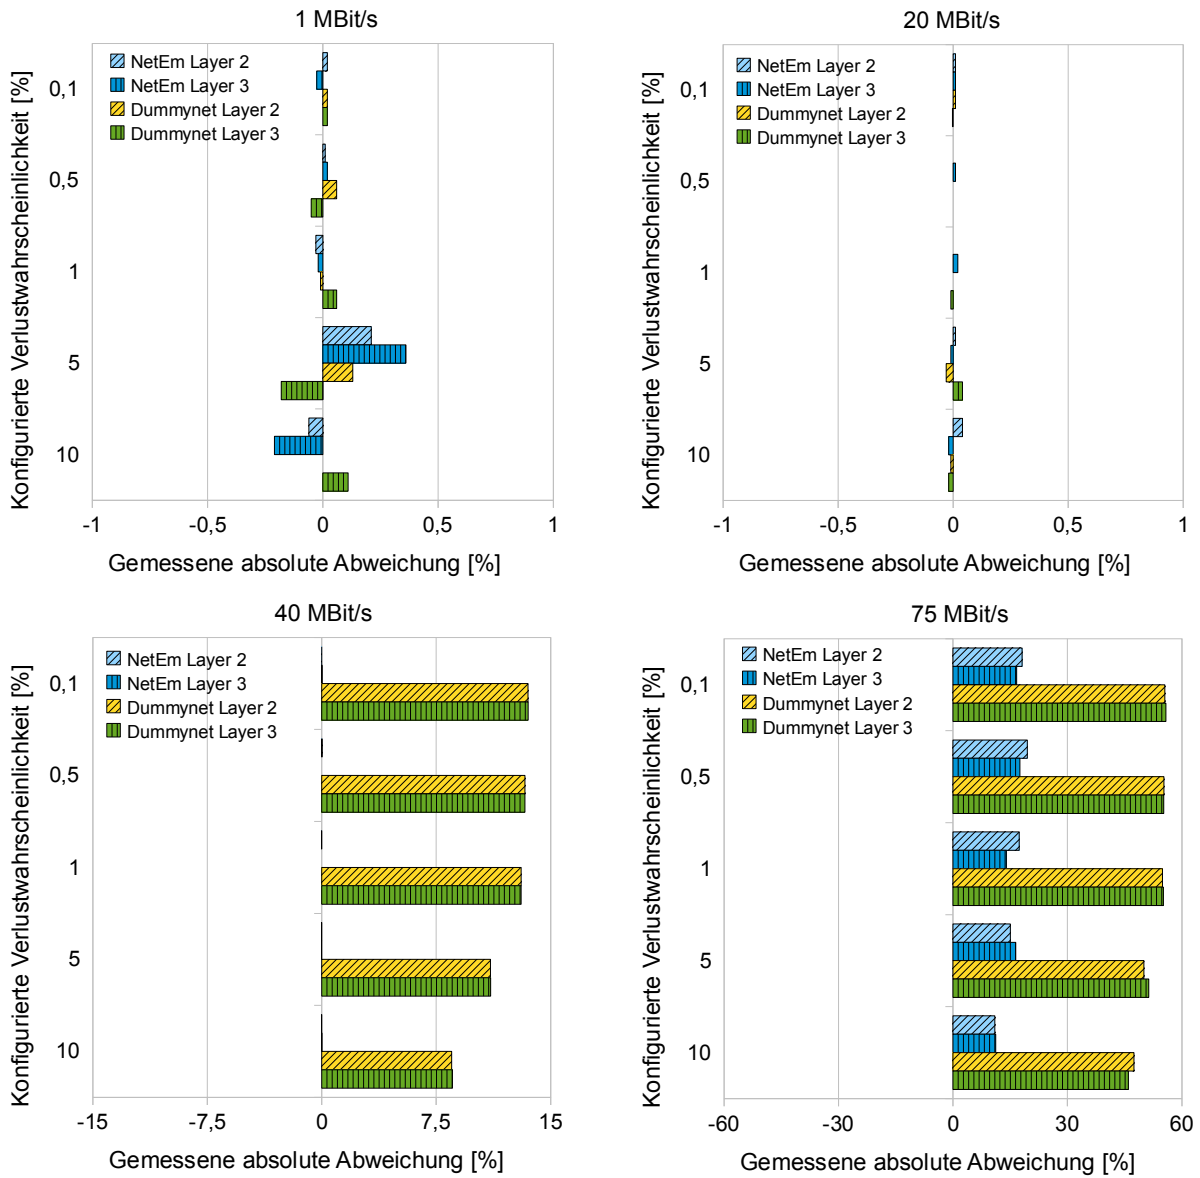 1 MBit/s
NetEm Layer 2
NetEm Layer 3
Dummynet Layer 2
Dummynet Layer 3
Konfigurierte Verlustwahrscheinlichkeit [%]
0,1
0,5
1
5
10
-1 -0,5 0 0,5 1
Gemessene absolute Abweichung [%]
20 MBit/s
NetEm Layer 2
NetEm Layer 3
Dummynet Layer 2
Dummynet Layer 3
Konfigurierte Verlustwahrscheinlichkeit [%]
0,1
0,5
1
5
10
-1 -0,5 0 0,5 1
Gemessene absolute Abweichung [%]
40 MBit/s
NetEm Layer 2
NetEm Layer 3
Dummynet Layer 2
Dummynet Layer 3
Konfigurierte Verlustwahrscheinlichkeit [%]
0,1
0,5
1
5
10
-15 -7,5 0 7,5 15
Gemessene absolute Abweichung [%]
75 MBit/s
NetEm Layer 2
NetEm Layer 3
Dummynet Layer 2
Dummynet Layer 3
Konfigurierte Verlustwahrscheinlichkeit [%]
0,1
0,5
1
5
10
-60 -30 0 30 60
Gemessene absolute Abweichung [%]